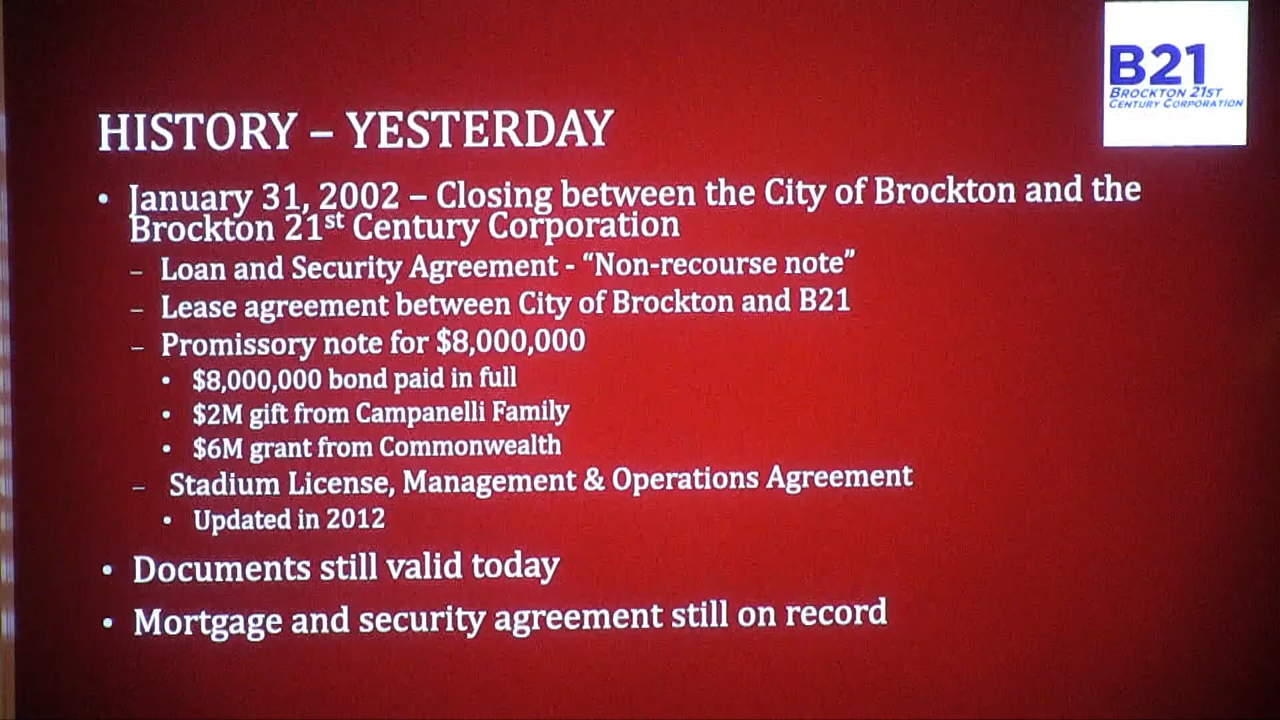 B21
BROCKTON 21ST
CENTURY CORPORATION
HISTORY – YESTERDAY
• January 31, 2002 – Closing between the City of Brockton and the
Brockton 21st Century Corporation
– Loan and Security Agreement - “Non-recourse note”
– Lease agreement between City of Brockton and B21
– Promissory note for $8,000,000
• $8,000,000 bond paid in full
• $2M gift from Campanelli Family
• $6M grant from Commonwealth
– Stadium License, Management & Operations Agreement
• Updated in 2012
• Documents still valid today
• Mortgage and security agreement still on record